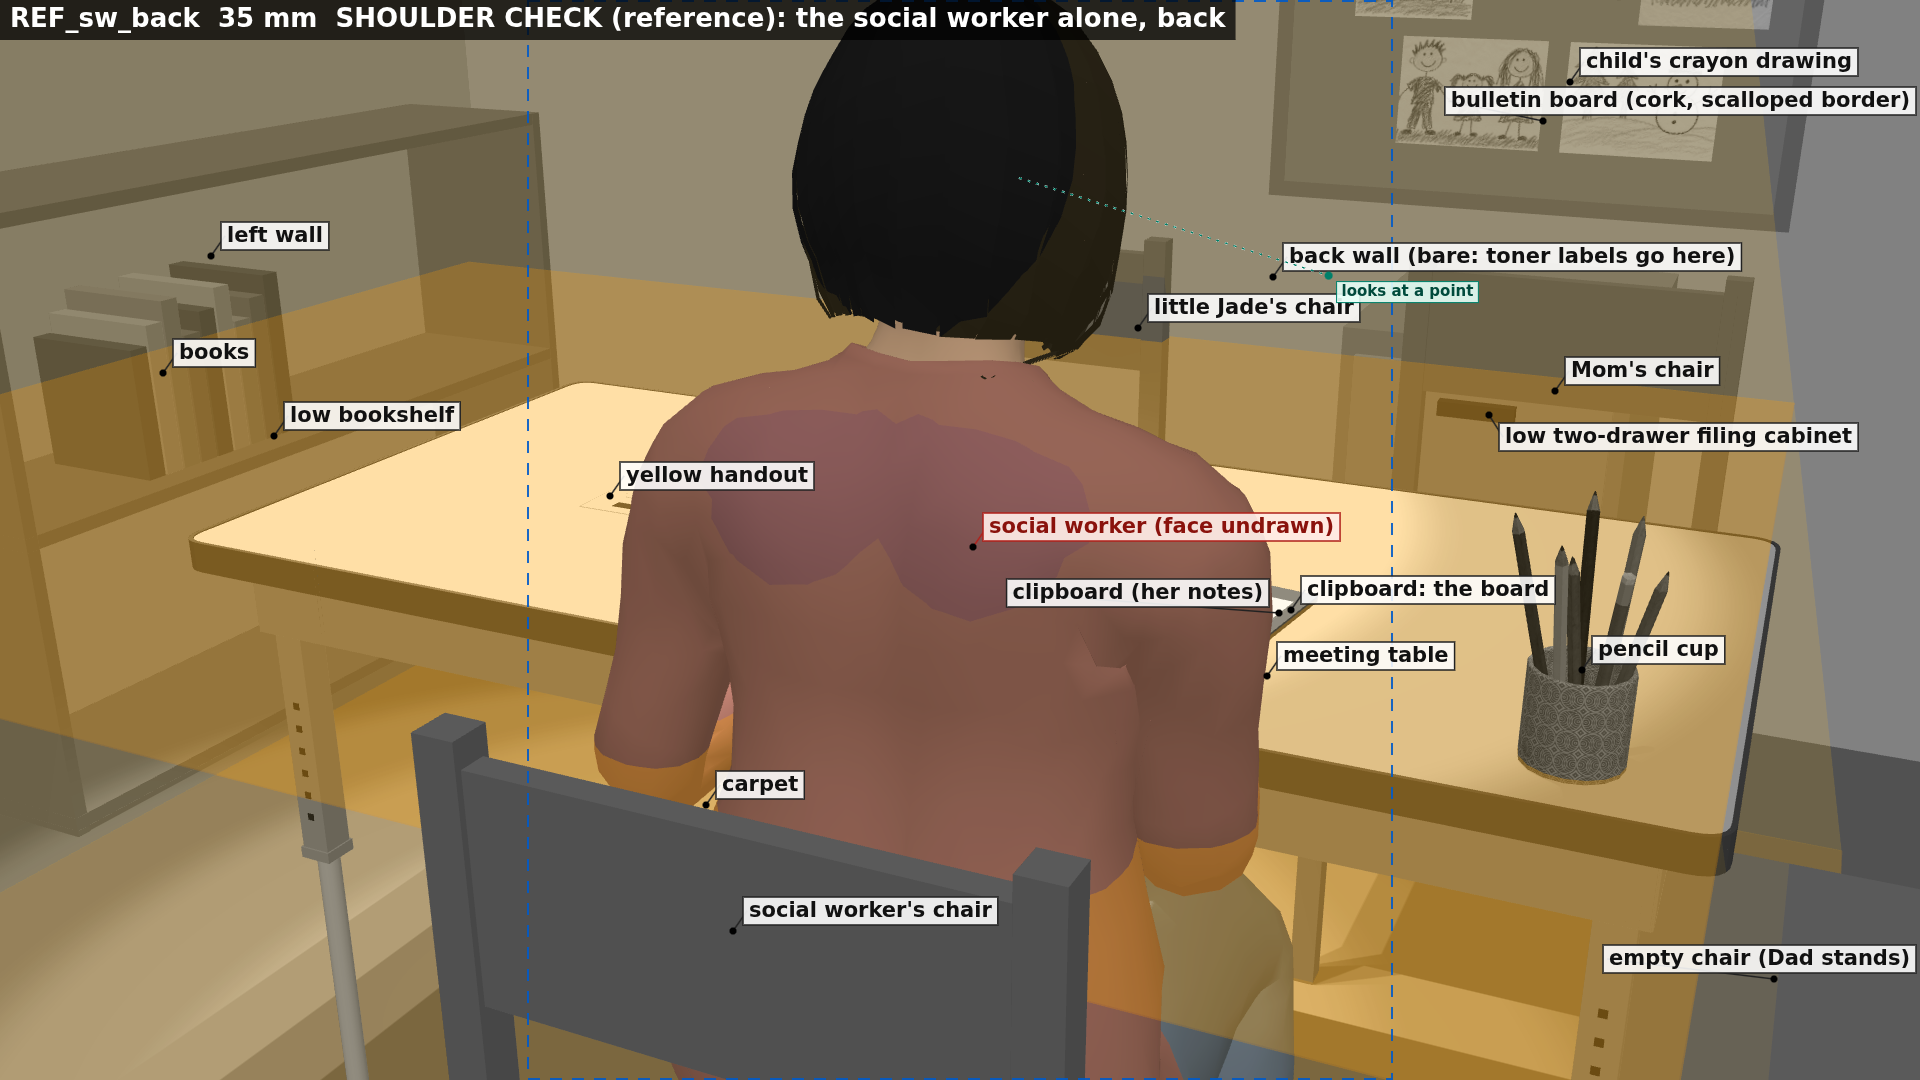 REF_sw_back 35 mm SHOULDER CHECK (reference): the social worker alone, back
child's crayon drawing
bulletin board (cork, scalloped border)
left wall
back wall (bare: toner labels go here)
looks at a point
little Jade's chair
books
Mom's chair
low bookshelf
low two-drawer filing cabinet
yellow handout
social worker (face undrawn)
clipboard (her notes)
clipboard: the board
pencil cup
meeting table
carpet
social worker's chair
empty chair (Dad stands)